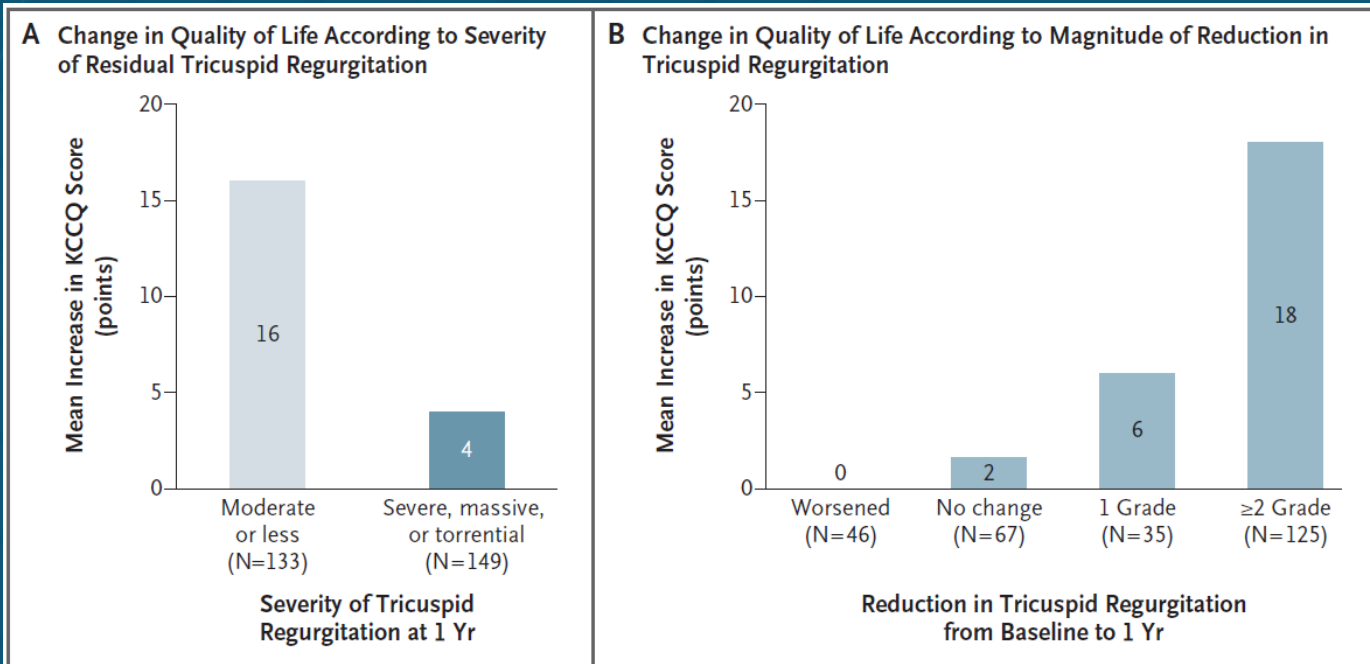 A Change in Quality of Life According to Severity
of Residual Tricuspid Regurgitation
Mean Increase in KCCQ Score
(points)
20
15
10
5
0
16
4
Moderate
or less
(N=133)
Severe, massive,
or torrential
(N=149)
Severity of Tricuspid
Regurgitation at 1 Yr
B Change in Quality of Life According to Magnitude of Reduction in
Tricuspid Regurgitation
Mean Increase in KCCQ Score
(points)
20
15
10
5
0
0
2
6
18
Worsened
(N=46)
No change
(N=67)
1 Grade
(N=35)
≥2 Grade
(N=125)
Reduction in Tricuspid Regurgitation
from Baseline to 1 Yr